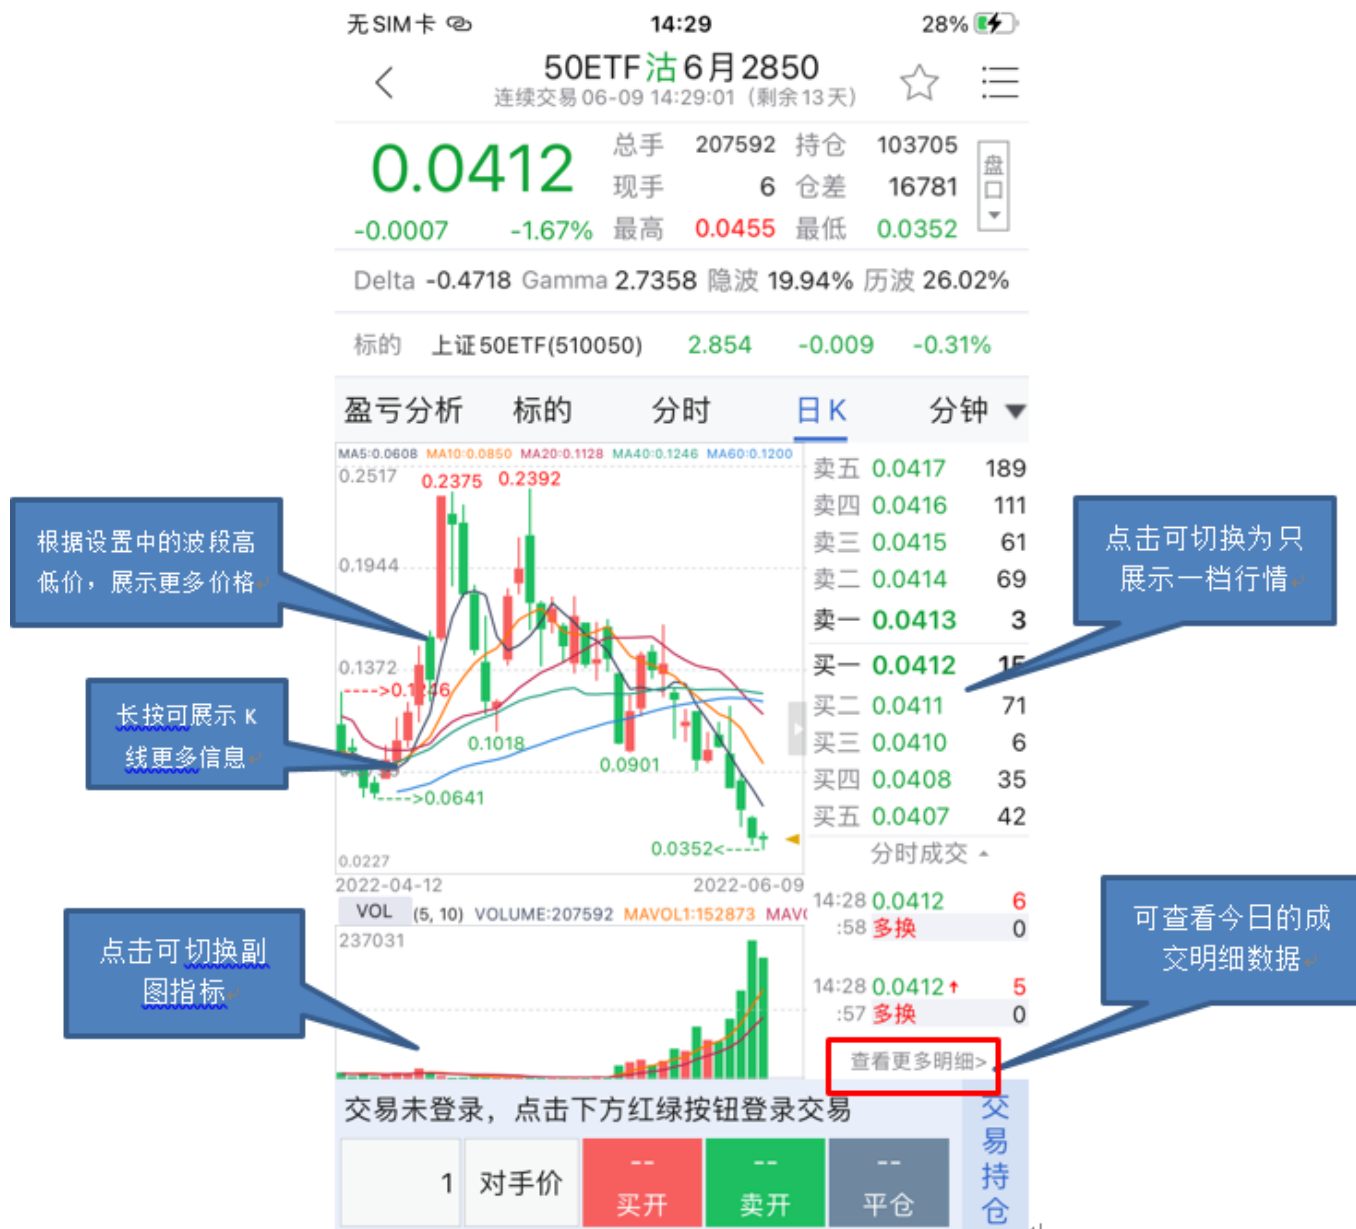 无SIM卡
14:29
28%
50ETF沽6月2850
连续交易 06-09 14:29:01 (剩余13天)
0.0412
-0.0007 -1.67%
总手 207592 持仓 103705
现手 6 仓差 16781
最高 0.0455 最低 0.0352
盘口
Delta -0.4718 Gamma 2.7358 隐波 19.94% 历波 26.02%
标的 上证50ETF(510050) 2.854 -0.009 -0.31%
盈亏分析 标的 分时 日K 分钟
MA5:0.0608 MA10:0.0850 MA20:0.1128 MA40:0.1246 MA60:0.1200
0.2517
0.2375 0.2392
0.1944
0.1372
---->0.1246
0.1018
0.0901
---->0.0641
0.0352<----
0.0227
2022-04-12 2022-06-09
卖五 0.0417 189
卖四 0.0416 111
卖三 0.0415 61
卖二 0.0414 69
卖一 0.0413 3
买一 0.0412 15
买二 0.0411 71
买三 0.0410 6
买四 0.0408 35
买五 0.0407 42
分时成交
14:28 0.0412 6
:58 多换 0
14:28 0.0412 5
:57 多换 0
查看更多明细>
VOL (5, 10) VOLUME:207592 MAVOL1:152873
237031
交易未登录，点击下方红绿按钮登录交易
1 对手价
--
买开
--
卖开
--
平仓
交易持仓
根据设置中的波段高
低价，展示更多价格
长按可展示 K
线更多信息
点击可切换副
图指标
点击可切换为只
展示一档行情
可查看今日的成
交明细数据